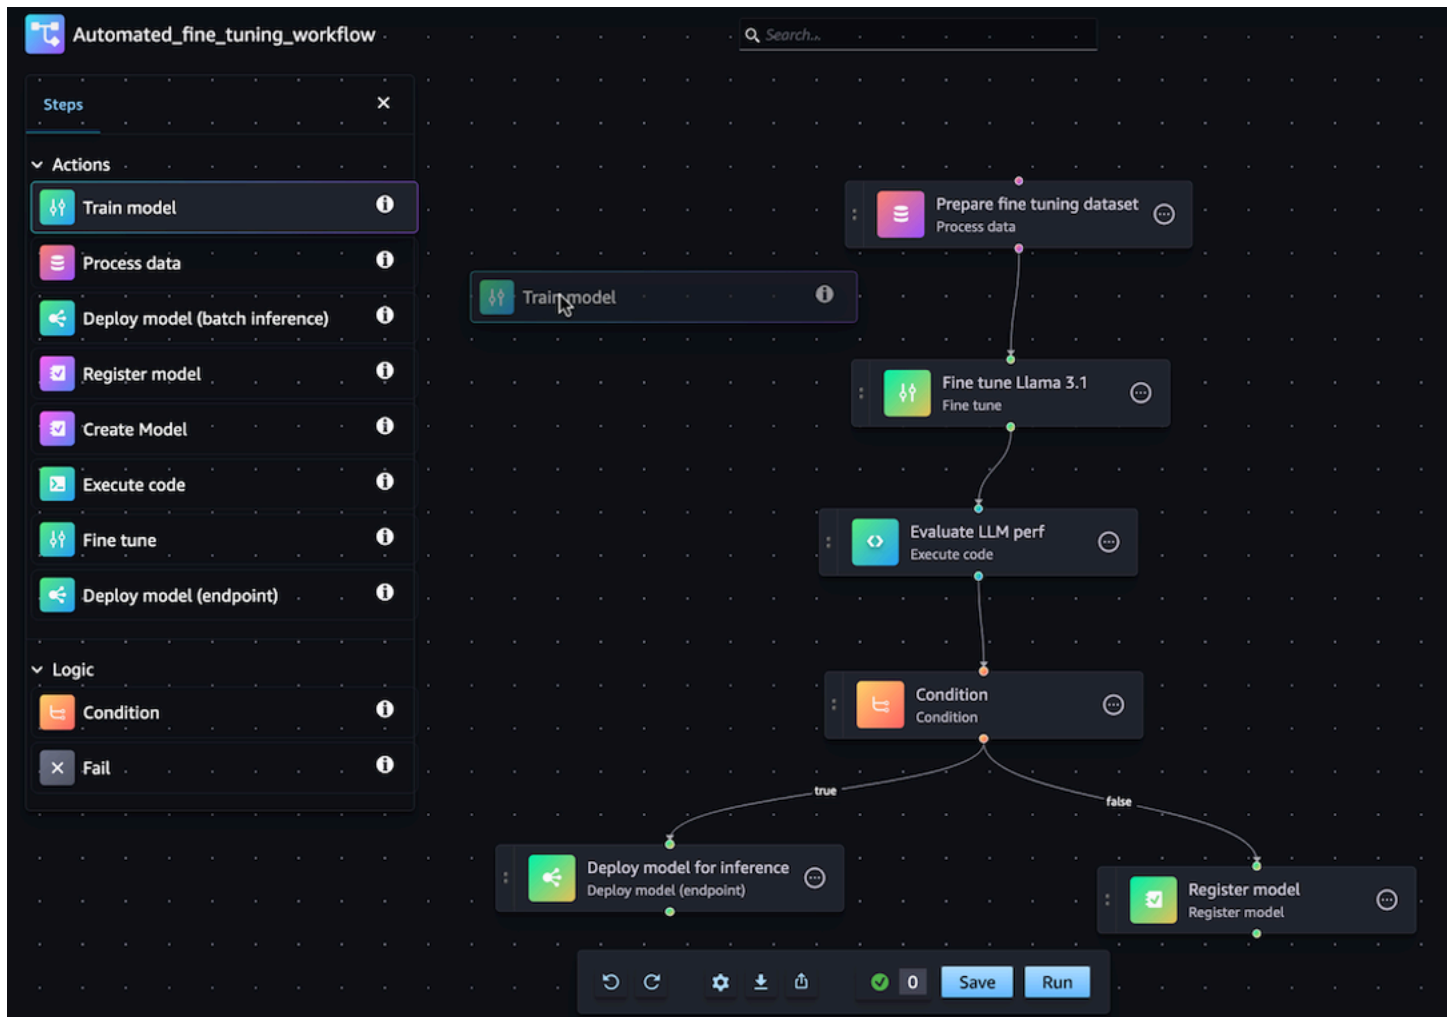 Automated_fine_tuning_workflow
Search...
Steps
Actions
Train model
Process data
Deploy model (batch inference)
Register model
Create Model
Execute code
Fine tune
Deploy model (endpoint)
Logic
Condition
Fail
Train model
Prepare fine tuning dataset
Process data
Fine tune Llama 3.1
Fine tune
Evaluate LLM perf
Execute code
Condition
Condition
true
false
Deploy model for inference
Deploy model (endpoint)
Register model
Register model
0
Save
Run